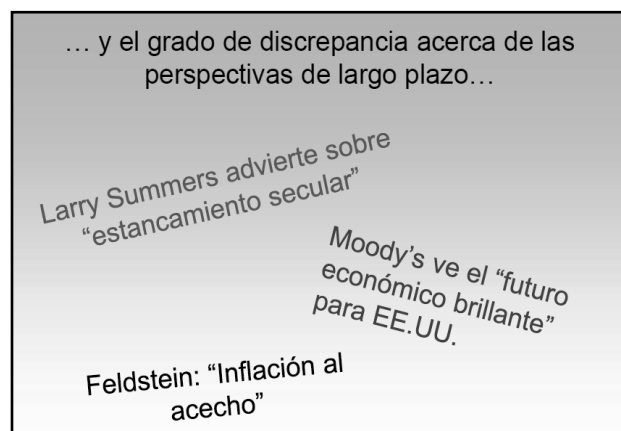 … y el grado de discrepancia acerca de las
perspectivas de largo plazo…
Larry Summers advierte sobre
“estancamiento secular”
Moody’s ve el “futuro
económico brillante”
para EE.UU.
Feldstein: “Inflación al
acecho”